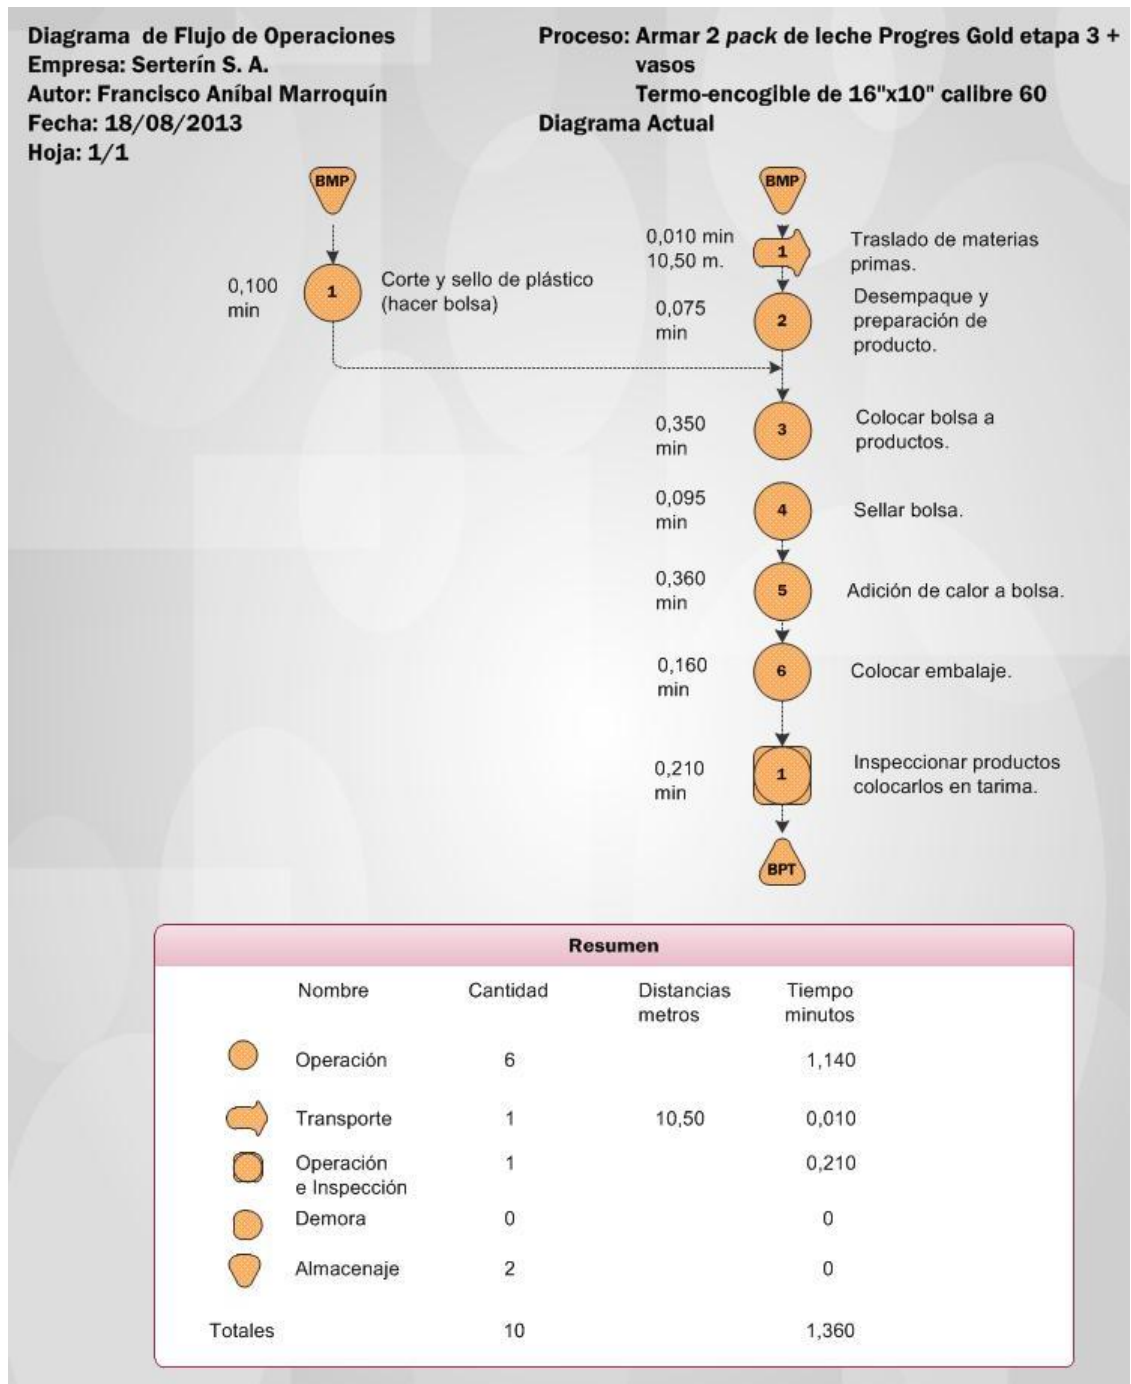 Diagrama de Flujo de Operaciones
Empresa: Serterín S. A.
Autor: Francisco Aníbal Marroquín
Fecha: 18/08/2013
Hoja: 1/1
Proceso: Armar 2 pack de leche Progres Gold etapa 3 +
vasos
Termo-encogible de 16"x10" calibre 60
Diagrama Actual
BMP
0,100
min
1
Corte y sello de plástico
(hacer bolsa)
BMP
0,010 min
10,50 m.
1
Traslado de materias
primas.
0,075
min
2
Desempaque y
preparación de
producto.
0,350
min
3
Colocar bolsa a
productos.
0,095
min
4
Sellar bolsa.
0,360
min
5
Adición de calor a bolsa.
0,160
min
6
Colocar embalaje.
0,210
min
1
Inspeccionar productos
colocarlos en tarima.
BPT
Resumen
Nombre Cantidad Distancias metros Tiempo minutos
Operación 6 1,140
Transporte 1 10,50 0,010
Operación
e Inspección 1 0,210
Demora 0 0
Almacenaje 2 0
Totales 10 1,360